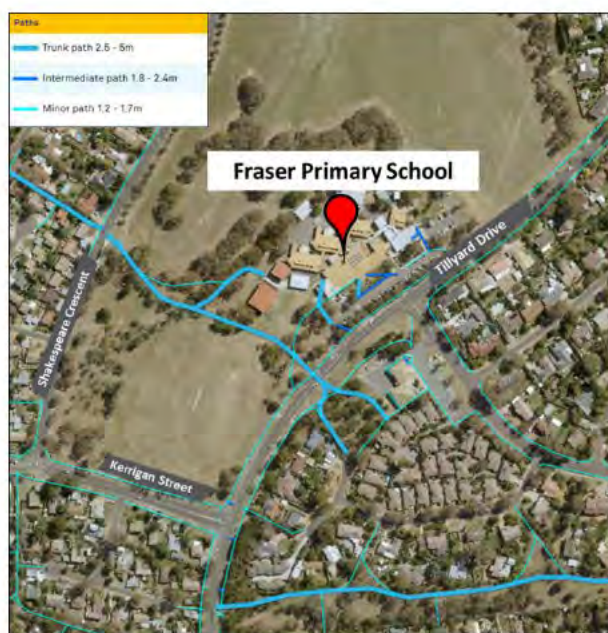 Paths
Trunk path 2.5 - 5m
Intermediate path 1.8 - 2.4m
Minor path 1.2 - 1.7m
Fraser Primary School
Tillyard Drive
Shakespeare Crescent
Kerrigan Street